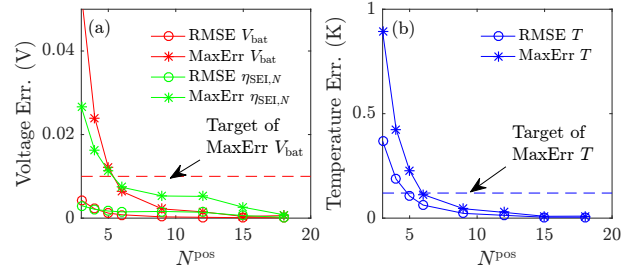 (a)
RMSE V_bat
MaxErr V_bat
RMSE η_SEI,N
MaxErr η_SEI,N
Target of
MaxErr V_bat
Voltage Err. (V)
0.04
0.02
0
0 5 10 15 20
N^pos
(b)
RMSE T
MaxErr T
Target of
MaxErr T
Temperature Err. (K)
1
0.5
0
0 5 10 15 20
N^pos